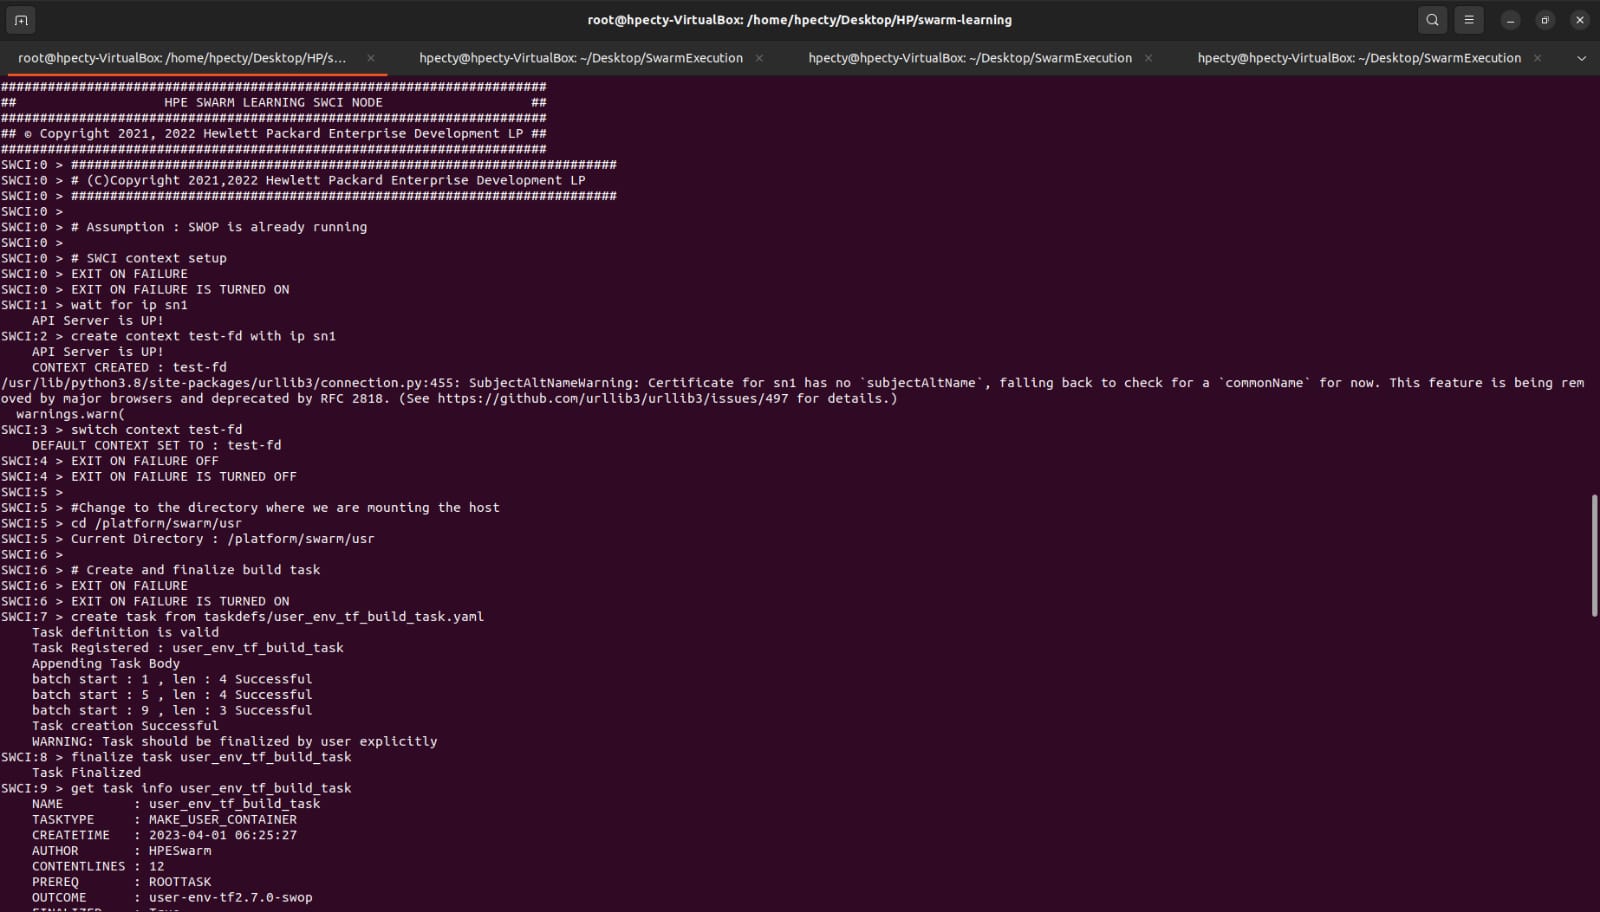 root@hpecty-VirtualBox: /home/hpecty/Desktop/HP/swarm-learning
root@hpecty-VirtualBox: /home/hpecty/Desktop/HP/s...
hpecty@hpecty-VirtualBox: ~/Desktop/SwarmExecution
hpecty@hpecty-VirtualBox: ~/Desktop/SwarmExecution
hpecty@hpecty-VirtualBox: ~/Desktop/SwarmExecution
######################################################################
##                   HPE SWARM LEARNING SWCI NODE                   ##
######################################################################
## © Copyright 2021, 2022 Hewlett Packard Enterprise Development LP ##
######################################################################
SWCI:0 > ######################################################################
SWCI:0 > # (C)Copyright 2021,2022 Hewlett Packard Enterprise Development LP
SWCI:0 > ######################################################################
SWCI:0 >
SWCI:0 > # Assumption : SWOP is already running
SWCI:0 >
SWCI:0 > # SWCI context setup
SWCI:0 > EXIT ON FAILURE
SWCI:0 > EXIT ON FAILURE IS TURNED ON
SWCI:1 > wait for ip sn1
    API Server is UP!
SWCI:2 > create context test-fd with ip sn1
    API Server is UP!
    CONTEXT CREATED : test-fd
/usr/lib/python3.8/site-packages/urllib3/connection.py:455: SubjectAltNameWarning: Certificate for sn1 has no `subjectAltName`, falling back to check for a `commonName` for now. This feature is being rem
oved by major browsers and deprecated by RFC 2818. (See https://github.com/urllib3/urllib3/issues/497 for details.)
  warnings.warn(
SWCI:3 > switch context test-fd
    DEFAULT CONTEXT SET TO : test-fd
SWCI:4 > EXIT ON FAILURE OFF
SWCI:4 > EXIT ON FAILURE IS TURNED OFF
SWCI:5 >
SWCI:5 > #Change to the directory where we are mounting the host
SWCI:5 > cd /platform/swarm/usr
SWCI:5 > Current Directory : /platform/swarm/usr
SWCI:6 >
SWCI:6 > # Create and finalize build task
SWCI:6 > EXIT ON FAILURE
SWCI:6 > EXIT ON FAILURE IS TURNED ON
SWCI:7 > create task from taskdefs/user_env_tf_build_task.yaml
    Task definition is valid
    Task Registered : user_env_tf_build_task
    Appending Task Body
    batch start : 1 , len : 4 Successful
    batch start : 5 , len : 4 Successful
    batch start : 9 , len : 3 Successful
    Task creation Successful
    WARNING: Task should be finalized by user explicitly
SWCI:8 > finalize task user_env_tf_build_task
    Task Finalized
SWCI:9 > get task info user_env_tf_build_task
    NAME         : user_env_tf_build_task
    TASKTYPE     : MAKE_USER_CONTAINER
    CREATETIME   : 2023-04-01 06:25:27
    AUTHOR       : HPESwarm
    CONTENTLINES : 12
    PREREQ       : ROOTTASK
    OUTCOME      : user-env-tf2.7.0-swop